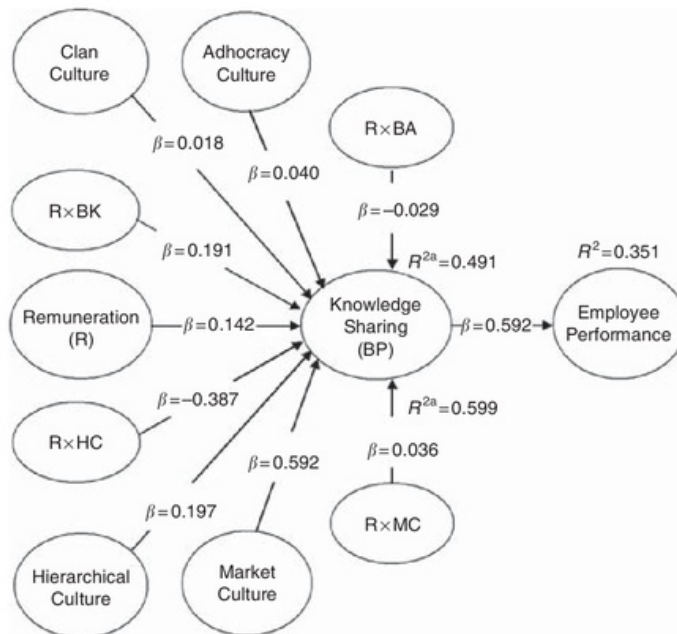 Clan
Culture
Adhocracy
Culture
R×BA
β=0.018
β=0.040
R×BK
β=−0.029
β=0.191
R²ᵃ=0.491
R²=0.351
Remuneration
(R)
β=0.142
Knowledge
Sharing
(BP)
β=0.592
Employee
Performance
β=−0.387
R²ᵃ=0.599
R×HC
β=0.592
β=0.036
β=0.197
R×MC
Hierarchical
Culture
Market
Culture